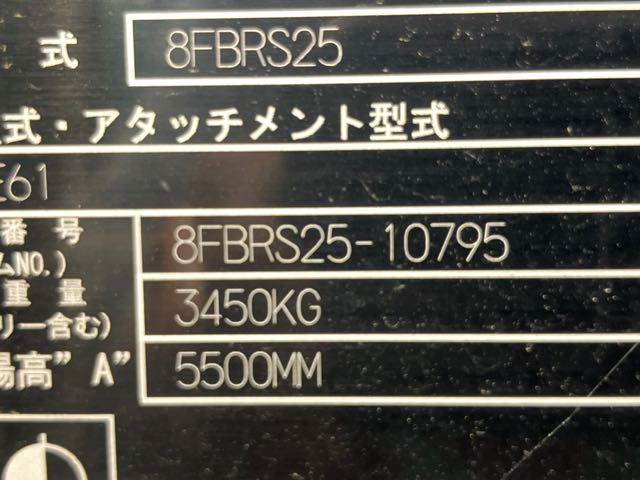 式 8FBRS25
式・アタッチメント型式
E61
番号 8FBRS25-10795
ムNO.)
重量 3450KG
リー含む)
揚高”A” 5500MM